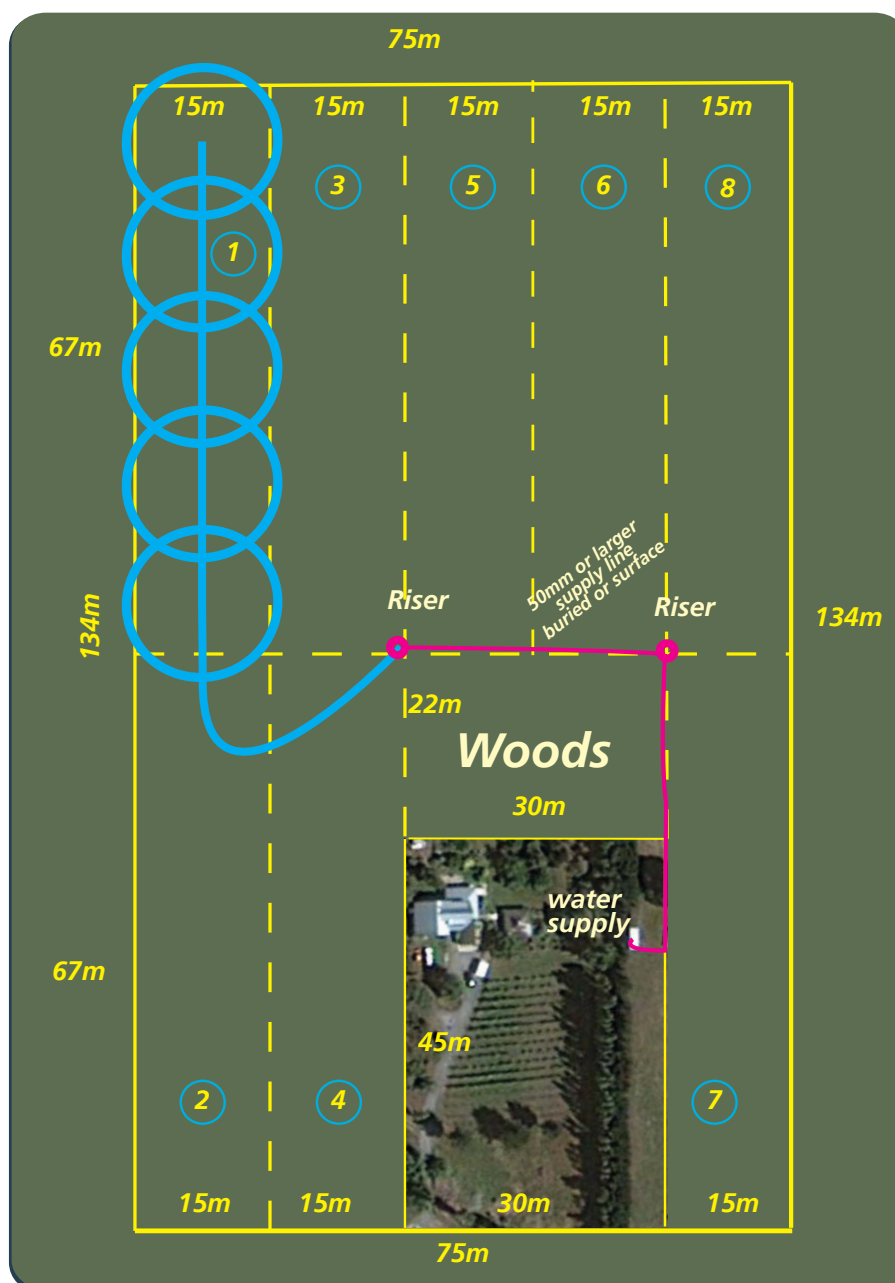 75m
15m
15m
15m
15m
15m
3
5
6
8
1
67m
50mm or larger
supply line
buried or surface
Riser
Riser
134m
134m
22m
Woods
30m
water
supply
67m
45m
2
4
7
15m
15m
30m
15m
75m